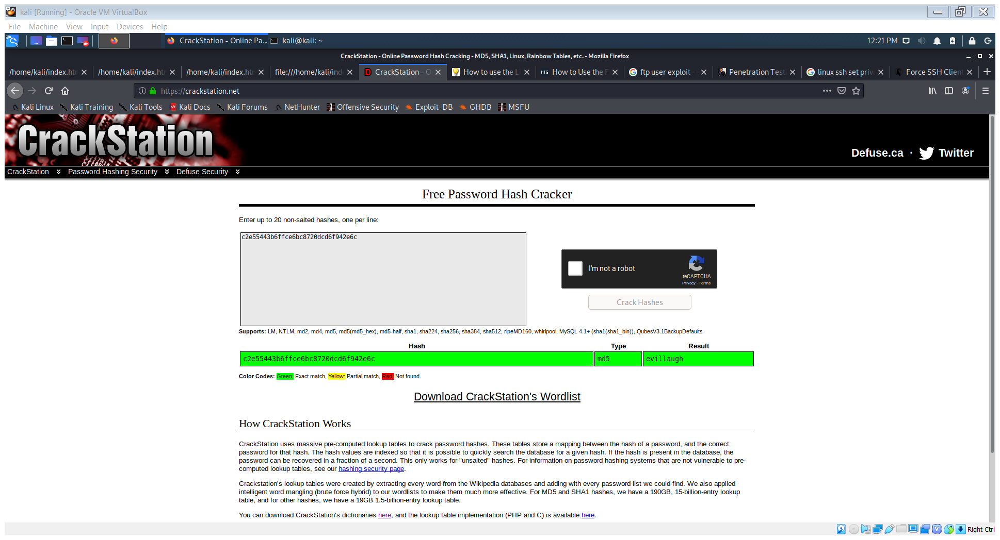 kali [Running] - Oracle VM VirtualBox
File Machine View Input Devices Help
CrackStation - Online Pa... kali@kali: ~ 12:21 PM
CrackStation - Online Password Hash Cracking - MD5, SHA1, Linux, Rainbow Tables, etc. - Mozilla Firefox
/home/kali/index.htm /home/kali/index.htm /home/kali/index.htm file:///home/kali/ind CrackStation - O How to use the L HTG How to Use the F ftp user exploit - Penetration Test linux ssh set priv Force SSH Clien
https://crackstation.net
Kali Linux Kali Training Kali Tools Kali Docs Kali Forums NetHunter Offensive Security Exploit-DB GHDB MSFU
CrackStation
Defuse.ca · Twitter
CrackStation Password Hashing Security Defuse Security
Free Password Hash Cracker
Enter up to 20 non-salted hashes, one per line:
c2e55443b6ffce6bc8720dcd6f942e6c
I'm not a robot
reCAPTCHA
Privacy - Terms
Crack Hashes
Supports: LM, NTLM, md2, md4, md5, md5(md5_hex), md5-half, sha1, sha224, sha256, sha384, sha512, ripeMD160, whirlpool, MySQL 4.1+ (sha1(sha1_bin)), QubesV3.1BackupDefaults
Hash Type Result
c2e55443b6ffce6bc8720dcd6f942e6c md5 evillaugh
Color Codes: Green: Exact match, Yellow: Partial match, Red: Not found.
Download CrackStation's Wordlist
How CrackStation Works
CrackStation uses massive pre-computed lookup tables to crack password hashes. These tables store a mapping between the hash of a password, and the correct
password for that hash. The hash values are indexed so that it is possible to quickly search the database for a given hash. If the hash is present in the database, the
password can be recovered in a fraction of a second. This only works for "unsalted" hashes. For information on password hashing systems that are not vulnerable to pre-
computed lookup tables, see our hashing security page.
Crackstation's lookup tables were created by extracting every word from the Wikipedia databases and adding with every password list we could find. We also applied
intelligent word mangling (brute force hybrid) to our wordlists to make them much more effective. For MD5 and SHA1 hashes, we have a 190GB, 15-billion-entry lookup
table, and for other hashes, we have a 19GB 1.5-billion-entry lookup table.
You can download CrackStation's dictionaries here, and the lookup table implementation (PHP and C) is available here.
Right Ctrl